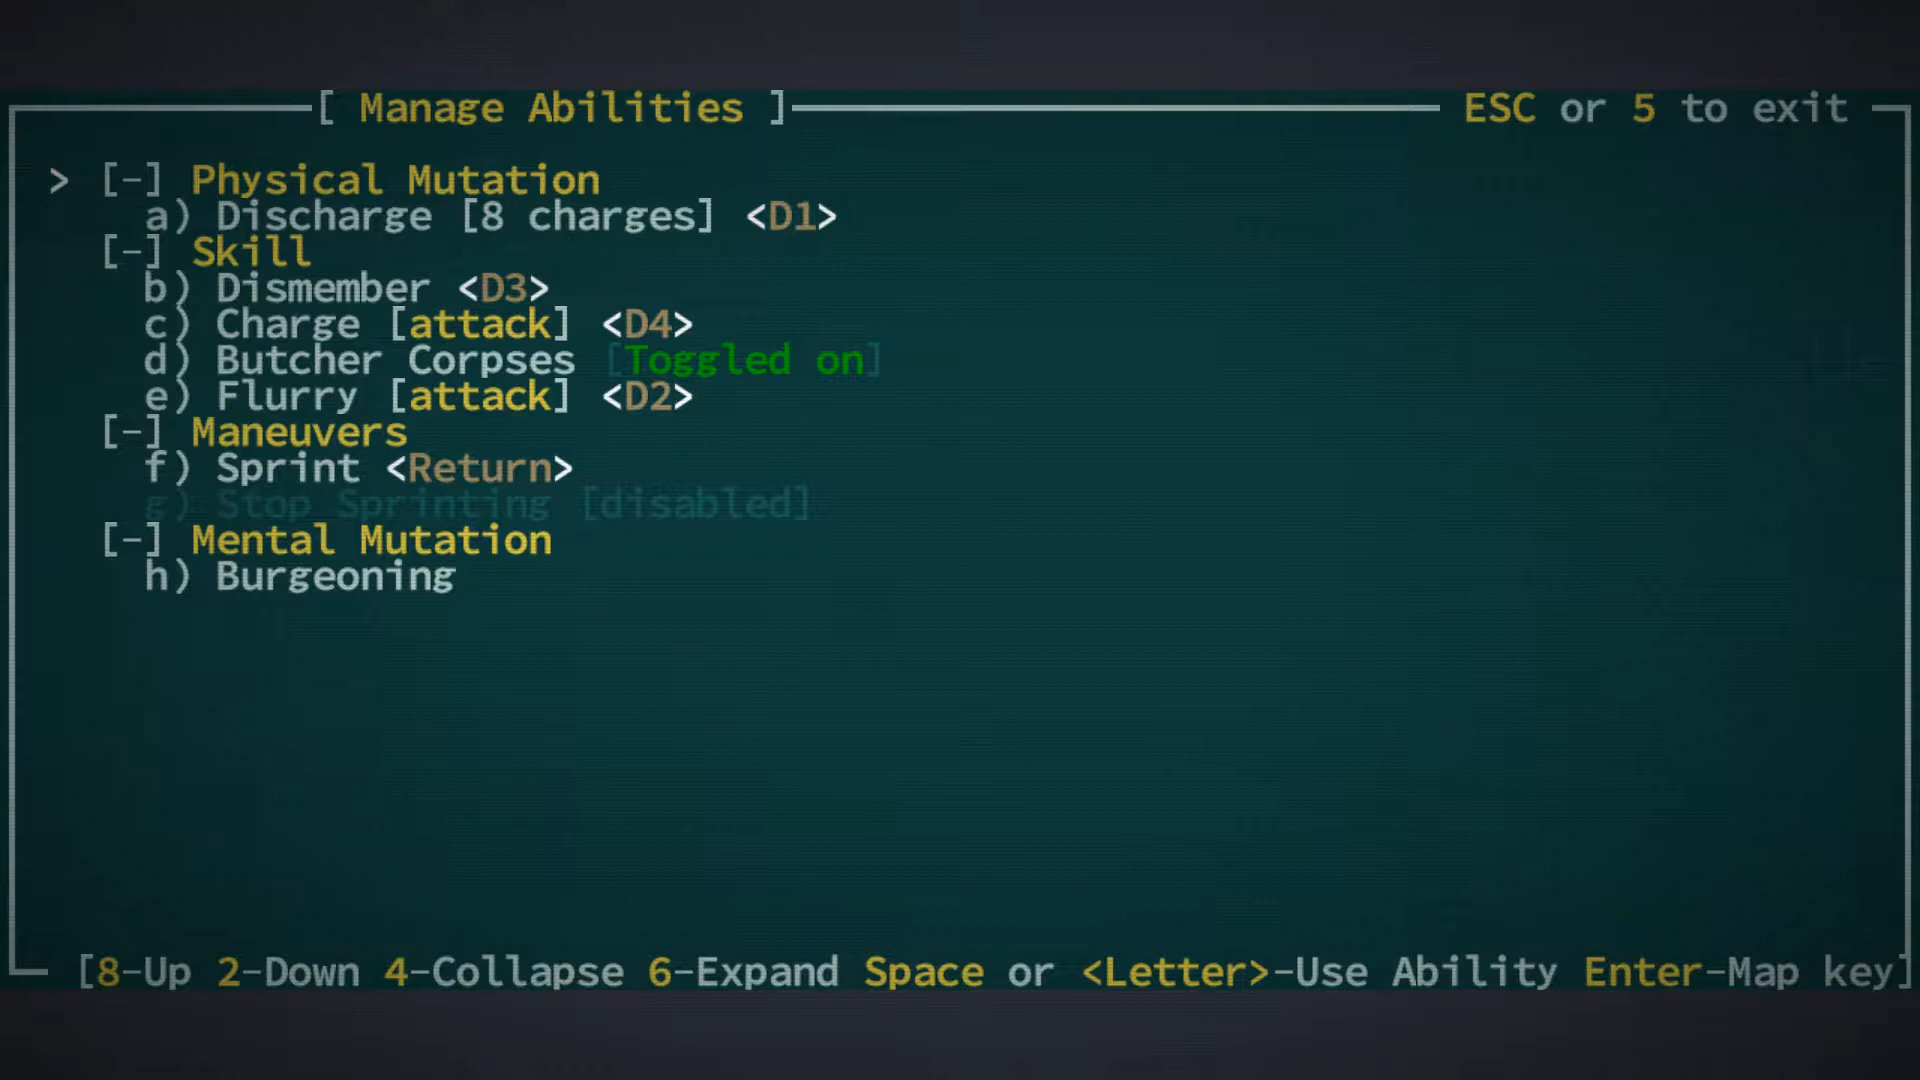 [ Manage Abilities ] ESC or 5 to exit
> [-] Physical Mutation
a) Discharge [8 charges] <D1>
[-] Skill
b) Dismember <D3>
c) Charge [attack] <D4>
d) Butcher Corpses [Toggled on]
e) Flurry [attack] <D2>
[-] Maneuvers
f) Sprint <Return>
g) Stop Sprinting [disabled]
[-] Mental Mutation
h) Burgeoning
[8-Up 2-Down 4-Collapse 6-Expand Space or <Letter>-Use Ability Enter-Map key]